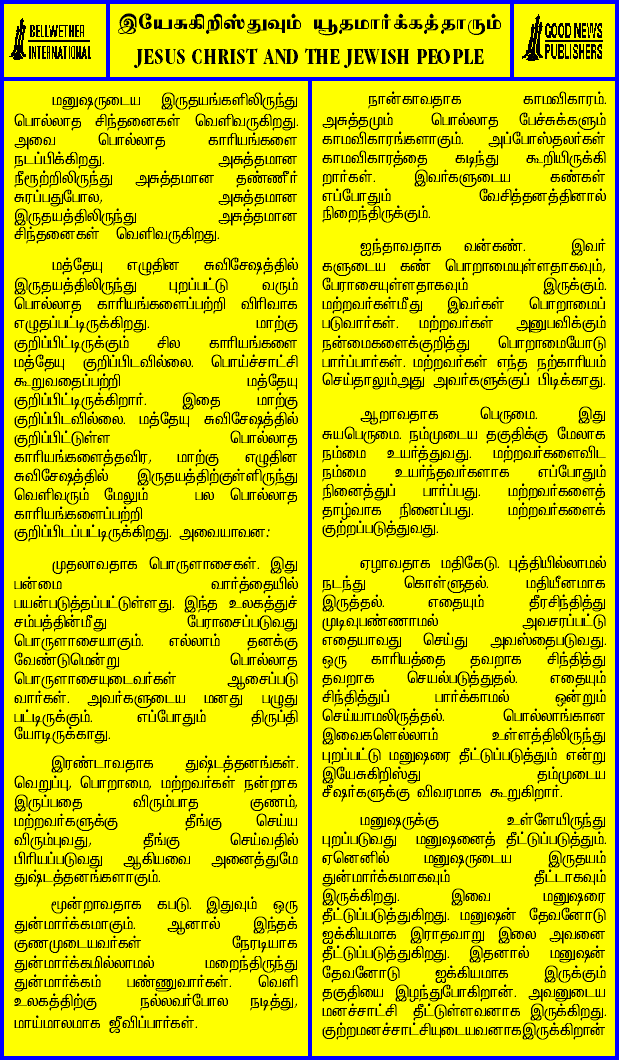 BELLWETHER
INTERNATIONAL
இயேசுகிறிஸ்துவும் யூதமார்க்கத்தாரும்
JESUS CHRIST AND THE JEWISH PEOPLE
GOOD NEWS
PUBLISHERS
மனுஷருடைய இருதயங்களிலிருந்து
பொல்லாத சிந்தனைகள் வெளிவருகிறது.
அவை பொல்லாத காரியங்களை
நடப்பிக்கிறது. அசுத்தமான
நீரூற்றிலிருந்து அசுத்தமான தண்ணீர்
சுரப்பதுபோல, அசுத்தமான
இருதயத்திலிருந்து அசுத்தமான
சிந்தனைகள் வெளிவருகிறது.
மத்தேயு எழுதின சுவிசேஷத்தில்
இருதயத்திலிருந்து புறப்பட்டு வரும்
பொல்லாத காரியங்களைப்பற்றி விரிவாக
எழுதப்பட்டிருக்கிறது. மாற்கு
குறிப்பிட்டிருக்கும் சில காரியங்களை
மத்தேயு குறிப்பிடவில்லை. பொய்ச்சாட்சி
கூறுவதைப்பற்றி மத்தேயு
குறிப்பிட்டிருக்கிறார். இதை மாற்கு
குறிப்பிடவில்லை. மத்தேயு சுவிசேஷத்தில்
குறிப்பிட்டுள்ள பொல்லாத
காரியங்களைத்தவிர, மாற்கு எழுதின
சுவிசேஷத்தில் இருதயத்திற்குள்ளிருந்து
வெளிவரும் மேலும் பல பொல்லாத
காரியங்களைப்பற்றி
குறிப்பிடப்பட்டிருக்கிறது. அவையாவன:
முதலாவதாக பொருளாசைகள். இது
பன்மை வார்த்தையில்
பயன்படுத்தப்பட்டுள்ளது. இந்த உலகத்துச்
சம்பத்தின்மீது பேராசைப்படுவது
பொருளாசையாகும். எல்லாம் தனக்கு
வேண்டுமென்று பொல்லாத
பொருளாசையுடைவர்கள் ஆசைப்படு
வார்கள். அவர்களுடைய மனது பழுது
பட்டிருக்கும். எப்போதும் திருப்தி
யோடிருக்காது.
இரண்டாவதாக துஷ்டத்தனங்கள்.
வெறுப்பு, பொறாமை, மற்றவர்கள் நன்றாக
இருப்பதை விரும்பாத குணம்,
மற்றவர்களுக்கு தீங்கு செய்ய
விரும்புவது, தீங்கு செய்வதில்
பிரியப்படுவது ஆகியவை அனைத்துமே
துஷ்டத்தனங்களாகும்.
மூன்றாவதாக கபடு. இதுவும் ஒரு
துன்மார்க்கமாகும். ஆனால் இந்தக்
குணமுடையவர்கள் நேரடியாக
துன்மார்க்கமில்லாமல் மறைந்திருந்து
துன்மார்க்கம் பண்ணுவார்கள். வெளி
உலகத்திற்கு நல்லவர்போல நடித்து,
மாய்மாலமாக ஜீவிப்பார்கள்.
நான்காவதாக காமவிகாரம்.
அசுத்தமும் பொல்லாத பேச்சுக்களும்
காமவிகாரங்களாகும். அப்போஸ்தலர்கள்
காமவிகாரத்தை கடிந்து கூறியிருக்கி
றார்கள். இவர்களுடைய கண்கள்
எப்போதும் வேசித்தனத்தினால்
நிறைந்திருக்கும்.
ஐந்தாவதாக வன்கண். இவர்
களுடைய கண் பொறாமையுள்ளதாகவும்,
பேராசையுள்ளதாகவும் இருக்கும்.
மற்றவர்கள்மீது இவர்கள் பொறாமைப்
படுவார்கள். மற்றவர்கள் அனுபவிக்கும்
நன்மைகளைக்குறித்து பொறாமையோடு
பார்ப்பார்கள். மற்றவர்கள் எந்த நற்காரியம்
செய்தாலும்அது அவர்களுக்குப் பிடிக்காது.
ஆறாவதாக பெருமை. இது
சுயபெருமை. நம்முடைய தகுதிக்கு மேலாக
நம்மை உயர்த்துவது. மற்றவர்களைவிட
நம்மை உயர்ந்தவர்களாக எப்போதும்
நினைத்துப் பார்ப்பது. மற்றவர்களைத்
தாழ்வாக நினைப்பது. மற்றவர்களைக்
குற்றப்படுத்துவது.
ஏழாவதாக மதிகேடு. புத்தியில்லாமல்
நடந்து கொள்ளுதல். மதியீனமாக
இருத்தல். எதையும் தீரசிந்தித்து
முடிவுபண்ணாமல் அவசரப்பட்டு
எதையாவது செய்து அவஸ்தைபடுவது.
ஒரு காரியத்தை தவறாக சிந்தித்து
தவறாக செயல்படுத்துதல். எதையும்
சிந்தித்துப் பார்க்காமல் ஒன்றும்
செய்யாமலிருத்தல். பொல்லாங்கான
இவைகளெல்லாம் உள்ளத்திலிருந்து
புறப்பட்டு மனுஷரை தீட்டுப்படுத்தும் என்று
இயேசுகிறிஸ்து தம்முடைய
சீஷர்களுக்கு விவரமாக கூறுகிறார்.
மனுஷருக்கு உள்ளேயிருந்து
புறப்படுவது மனுஷனைத் தீட்டுப்படுத்தும்.
ஏனெனில் மனுஷருடைய இருதயம்
துன்மார்க்கமாகவும் தீட்டாகவும்
இருக்கிறது. இவை மனுஷரை
தீட்டுப்படுத்துகிறது. மனுஷன் தேவனோடு
ஐக்கியமாக இராதவாறு இலை அவனை
தீட்டுப்படுத்துகிறது. இதனால் மனுஷன்
தேவனோடு ஐக்கியமாக இருக்கும்
தகுதியை இழந்துபோகிறான். அவனுடைய
மனச்சாட்சி தீட்டுள்ளவனாக இருக்கிறது.
குற்றமனச்சாட்சியுடையவனாகஇருக்கிறான்